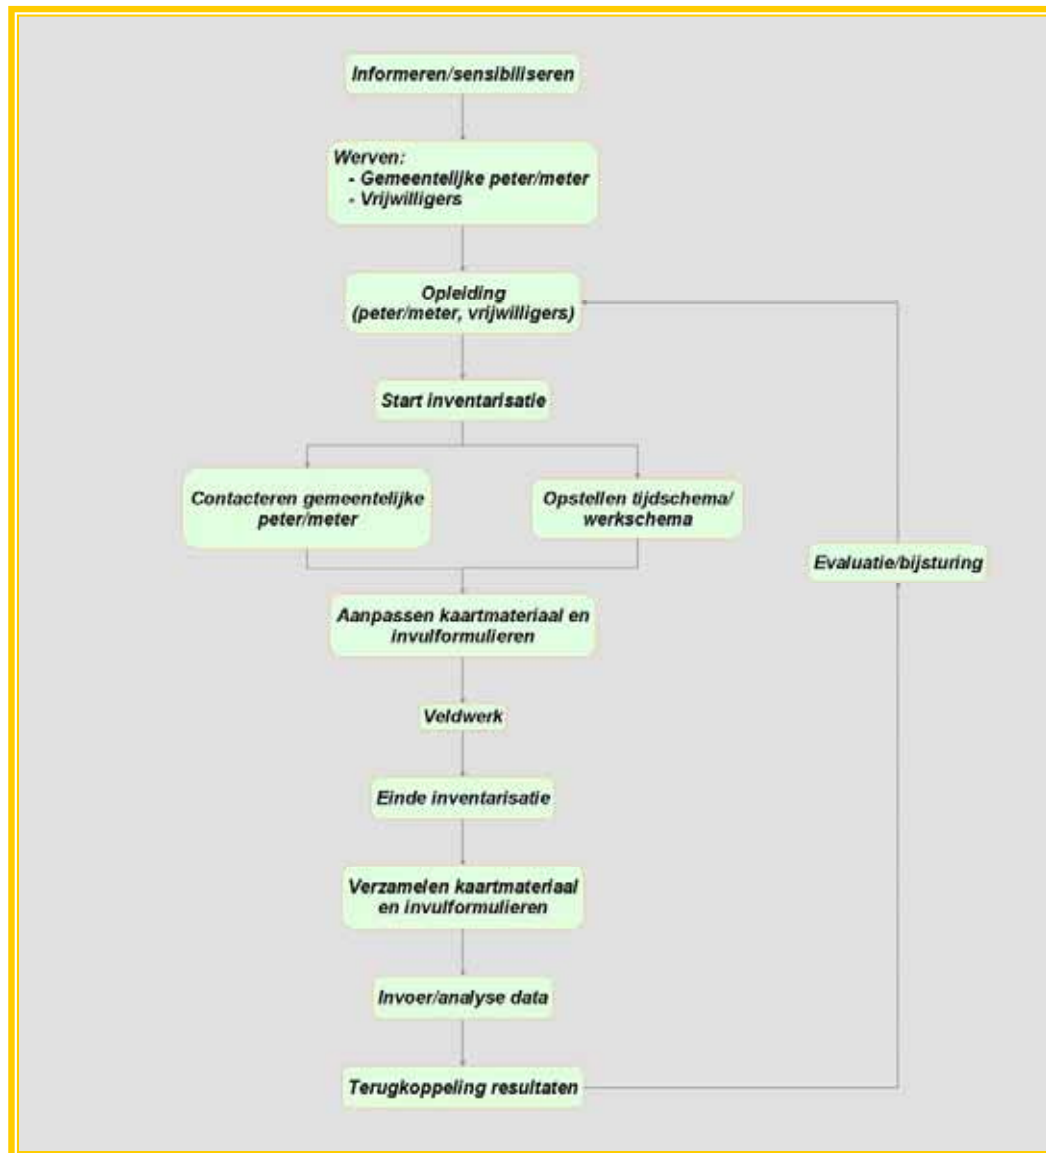 Informeren/sensibiliseren
Werven:
- Gemeentelijke peter/meter
- Vrijwilligers
Opleiding
(peter/meter, vrijwilligers)
Start inventarisatie
Contacteren gemeentelijke
peter/meter
Opstellen tijdschema/
werkschema
Evaluatie/bijsturing
Aanpassen kaartmateriaal en
invulformulieren
Veldwerk
Einde inventarisatie
Verzamelen kaartmateriaal
en invulformulieren
Invoer/analyse data
Terugkoppeling resultaten